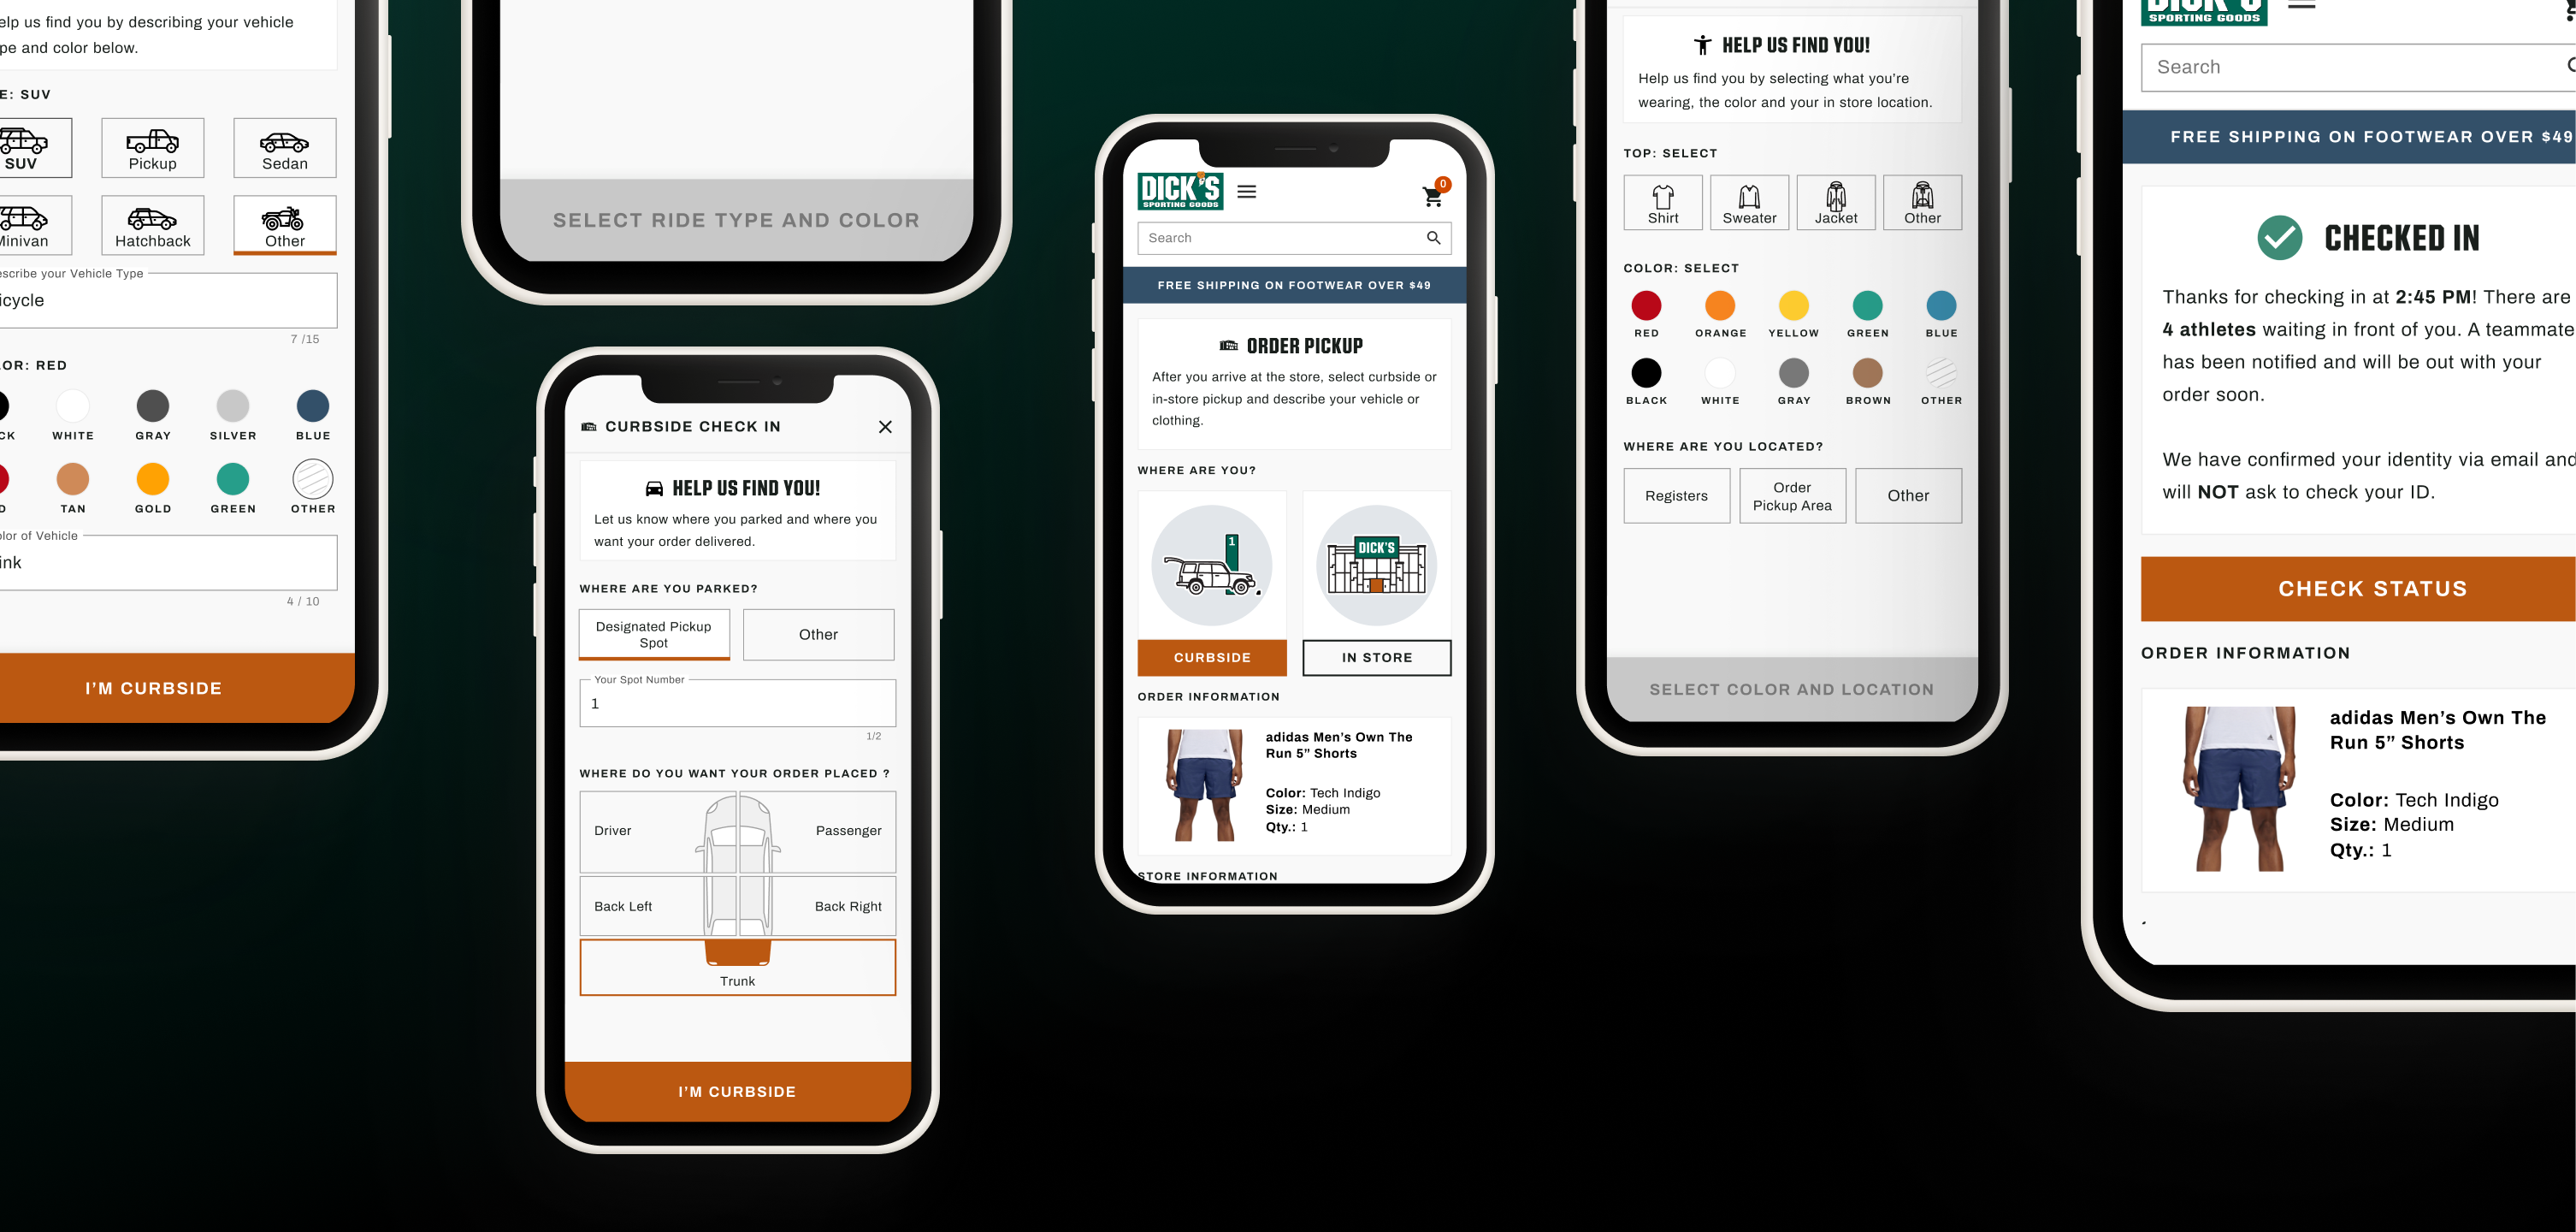 elp us find you by describing your vehicle
pe and color below.
E: SUV
SUV
Pickup
Sedan
Minivan
Hatchback
Other
escribe your Vehicle Type
icycle
7 /15
OR: RED
CK
WHITE
GRAY
SILVER
BLUE
D
TAN
GOLD
GREEN
OTHER
olor of Vehicle
ink
4 / 10
I'M CURBSIDE
SELECT RIDE TYPE AND COLOR
CURBSIDE CHECK IN
HELP US FIND YOU!
Let us know where you parked and where you
want your order delivered.
WHERE ARE YOU PARKED?
Designated Pickup
Spot
Other
Your Spot Number
1
1/2
WHERE DO YOU WANT YOUR ORDER PLACED ?
Driver
Passenger
Back Left
Back Right
Trunk
I'M CURBSIDE
DICK'S
SPORTING GOODS
0
Search
FREE SHIPPING ON FOOTWEAR OVER $49
ORDER PICKUP
After you arrive at the store, select curbside or
in-store pickup and describe your vehicle or
clothing.
WHERE ARE YOU?
1
DICK'S
CURBSIDE
IN STORE
ORDER INFORMATION
adidas Men's Own The
Run 5” Shorts
Color: Tech Indigo
Size: Medium
Qty.: 1
STORE INFORMATION
HELP US FIND YOU!
Help us find you by selecting what you're
wearing, the color and your in store location.
TOP: SELECT
Shirt
Sweater
Jacket
Other
COLOR: SELECT
RED
ORANGE
YELLOW
GREEN
BLUE
BLACK
WHITE
GRAY
BROWN
OTHER
WHERE ARE YOU LOCATED?
Registers
Order
Pickup Area
Other
SELECT COLOR AND LOCATION
DICK'S
SPORTING GOODS
Search
FREE SHIPPING ON FOOTWEAR OVER $49
CHECKED IN
Thanks for checking in at 2:45 PM! There are
4 athletes waiting in front of you. A teammate
has been notified and will be out with your
order soon.
We have confirmed your identity via email and
will NOT ask to check your ID.
CHECK STATUS
ORDER INFORMATION
adidas Men's Own The
Run 5” Shorts
Color: Tech Indigo
Size: Medium
Qty.: 1